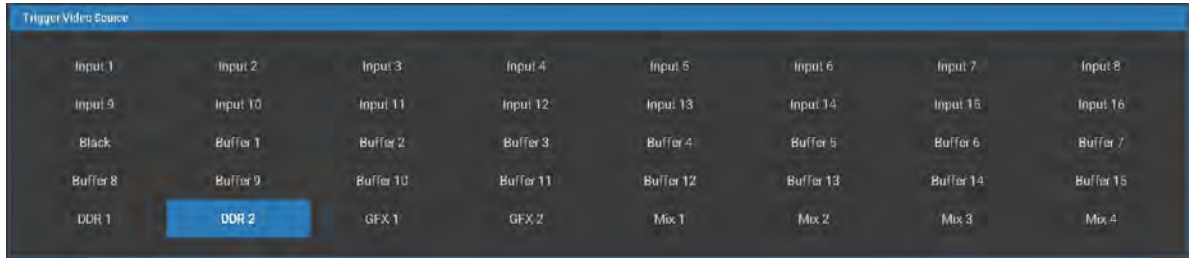 Trigger Video Source
Input 1 Input 2 Input 3 Input 4 Input 5 Input 6 Input 7 Input 8
Input 9 Input 10 Input 11 Input 12 Input 13 Input 14 Input 15 Input 16
Black Buffer 1 Buffer 2 Buffer 3 Buffer 4 Buffer 5 Buffer 6 Buffer 7
Buffer 8 Buffer 9 Buffer 10 Buffer 11 Buffer 12 Buffer 13 Buffer 14 Buffer 15
DDR 1 DDR 2 GFX 1 GFX 2 Mix 1 Mix 2 Mix 3 Mix 4